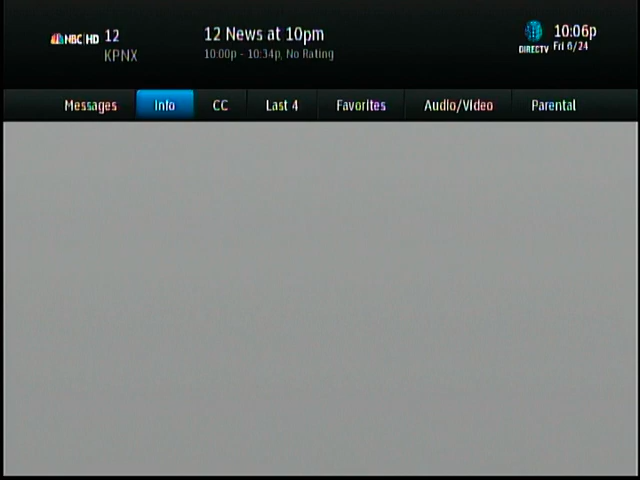 NBC HD 12
KPNX
12 News at 10pm
10:00p - 10:34p, No Rating
DIRECTV
10:06p
Fri 6/24
Messages Info CC Last 4 Favorites Audio/Video Parental